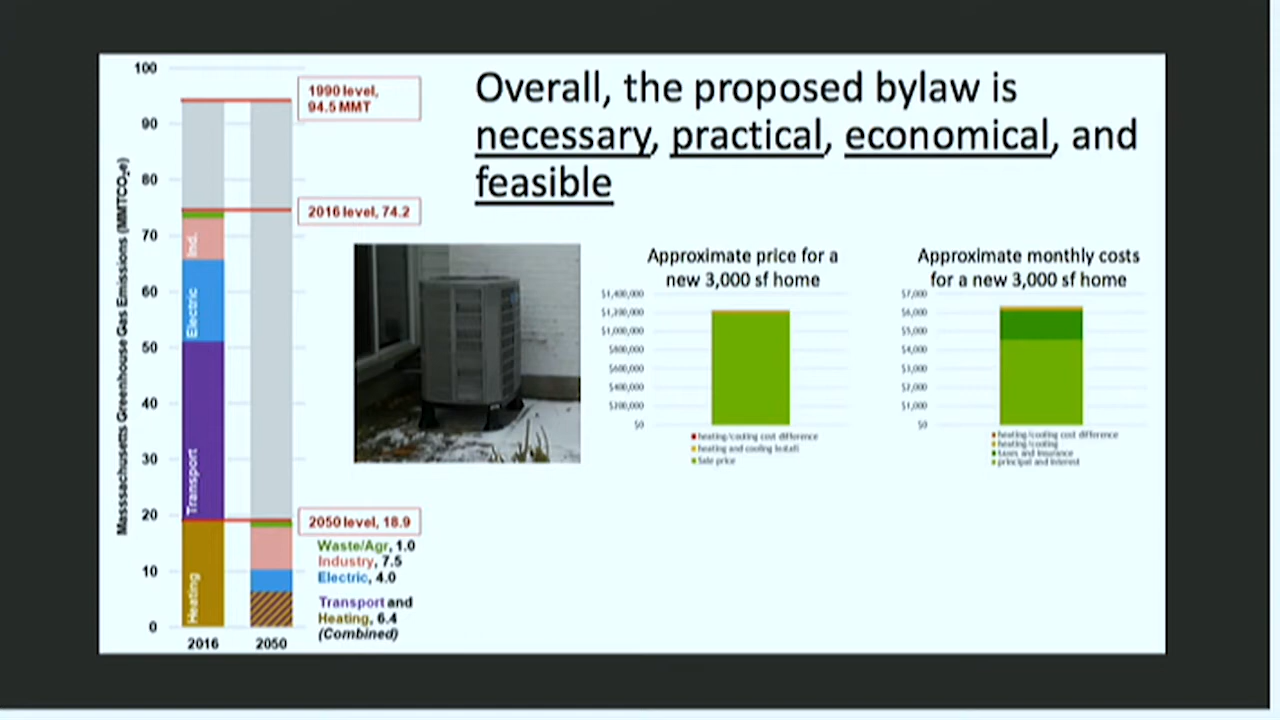 Overall, the proposed bylaw is
necessary, practical, economical, and
feasible
Masssachusetts Greenhouse Gas Emissions (MMTCO₂e)
100
90
80
70
60
50
40
30
20
10
0
1990 level,
94.5 MMT
2016 level, 74.2
2050 level, 18.9
Ind.
Electric
Transport
Heating
Waste/Agr, 1.0
Industry, 7.5
Electric, 4.0
Transport and
Heating, 6.4
(Combined)
2016
2050
Approximate price for a
new 3,000 sf home
$1,400,000
$1,200,000
$1,000,000
$800,000
$600,000
$400,000
$200,000
$0
heating/cooling cost difference
heating and cooling install
Sale price
Approximate monthly costs
for a new 3,000 sf home
$7,000
$6,000
$5,000
$4,000
$3,000
$2,000
$1,000
$0
heating/cooling cost difference
heating/cooling
taxes and insurance
principal and interest